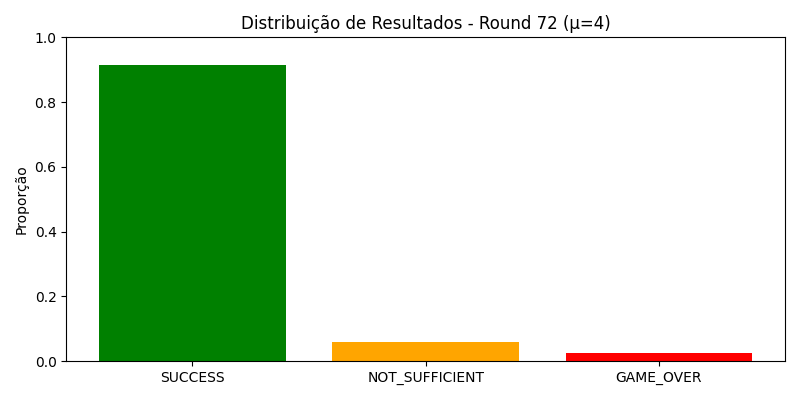 Distribuição de Resultados - Round 72 (μ=4)
Proporção
1.0
0.8
0.6
0.4
0.2
0.0
SUCCESS NOT_SUFFICIENT GAME_OVER